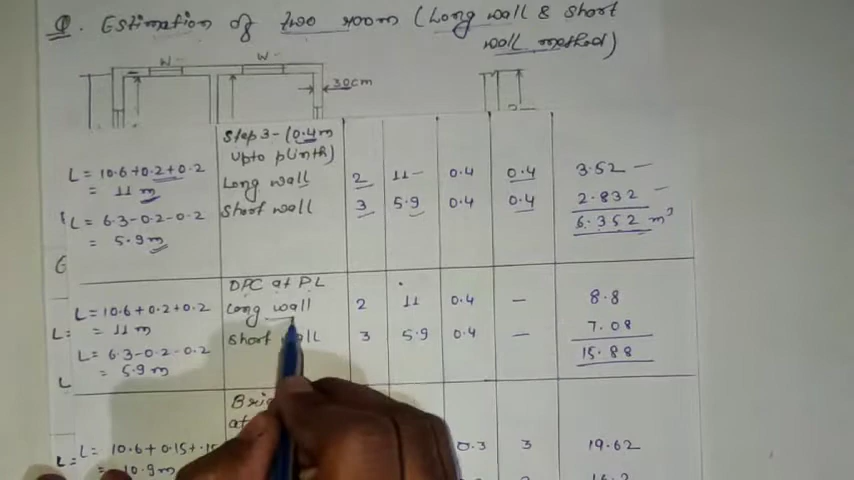 Q. Estimation of two room (Long wall & short
wall method)
W
W
30cm
Step 3 - (0.4m
upto plinth)
L = 10.6+0.2+0.2
= 11 m
Long wall 2 11 0.4 0.4 3.52
L = 6.3-0.2-0.2
= 5.9m
Short wall 3 5.9 0.4 0.4 2.832
6.352 m³
DPC at PL
L = 10.6+0.2+0.2
= 11 m
Long wall 2 11 0.4 — 8.8
L = 6.3-0.2-0.2
= 5.9m
Short wall 3 5.9 0.4 — 7.08
15.88
L = 10.6+0.15+.15
= 10.9m
0.3 3 19.62